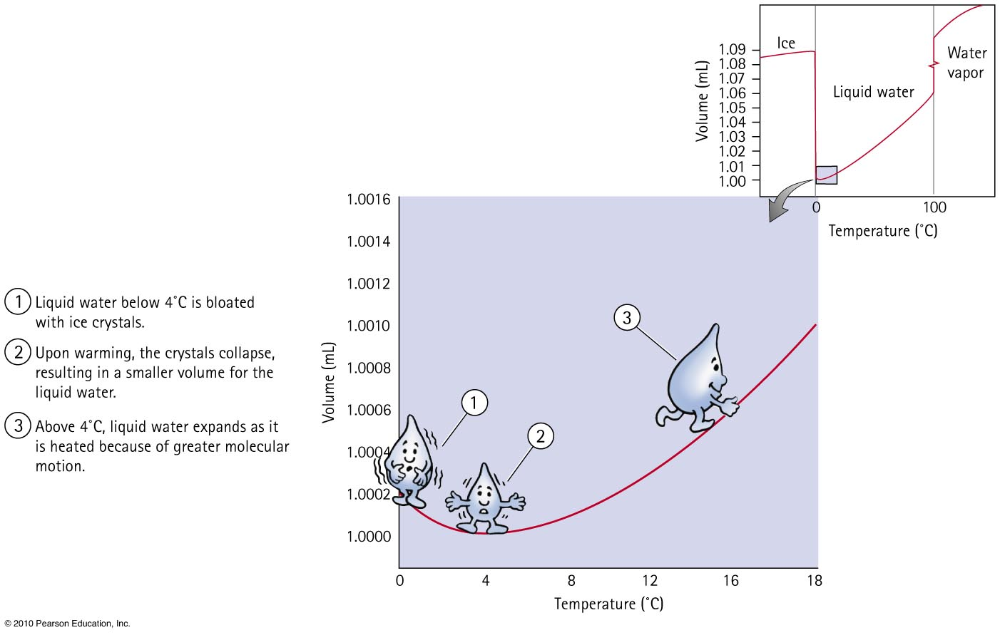 Ice
Liquid water
Water
vapor
Volume (mL)
1.09
1.08
1.07
1.06
1.05
1.03
1.02
1.01
1.00
0
100
Temperature (˚C)
1 Liquid water below 4˚C is bloated
with ice crystals.
2 Upon warming, the crystals collapse,
resulting in a smaller volume for the
liquid water.
3 Above 4˚C, liquid water expands as it
is heated because of greater molecular
motion.
Volume (mL)
1.0016
1.0014
1.0012
1.0010
1.0008
1.0006
1.0004
1.0002
1.0000
1
2
3
0
4
8
12
16
18
Temperature (˚C)
© 2010 Pearson Education, Inc.